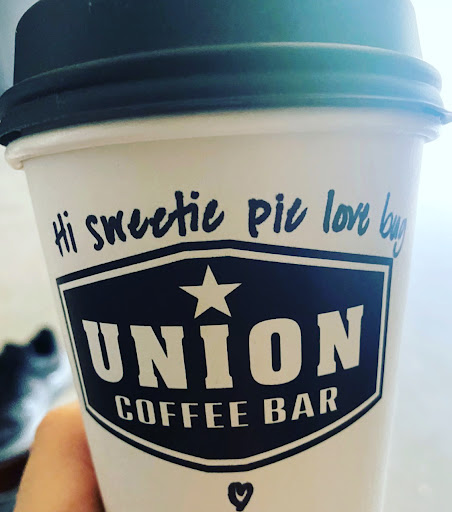 Hi sweetie pie love bug
UNION
COFFEE BAR